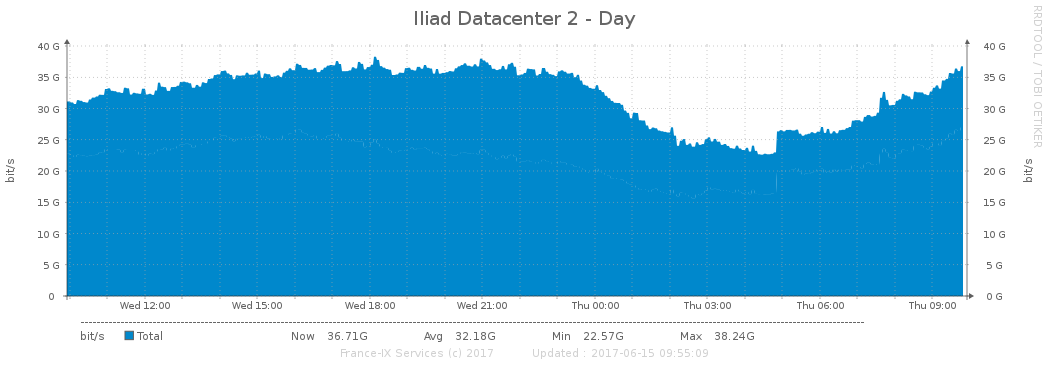 Iliad Datacenter 2 - Day
RRDTOOL / TOBI OETIKER
40 G 40 G
35 G 35 G
30 G 30 G
25 G 25 G
20 G 20 G
15 G 15 G
10 G 10 G
5 G 5 G
0 0 G
bit/s bit/s
Wed 12:00 Wed 15:00 Wed 18:00 Wed 21:00 Thu 00:00 Thu 03:00 Thu 06:00 Thu 09:00
bit/s Total Now 36.71G Avg 32.18G Min 22.57G Max 38.24G
France-IX Services (c) 2017 Updated : 2017-06-15 09:55:09